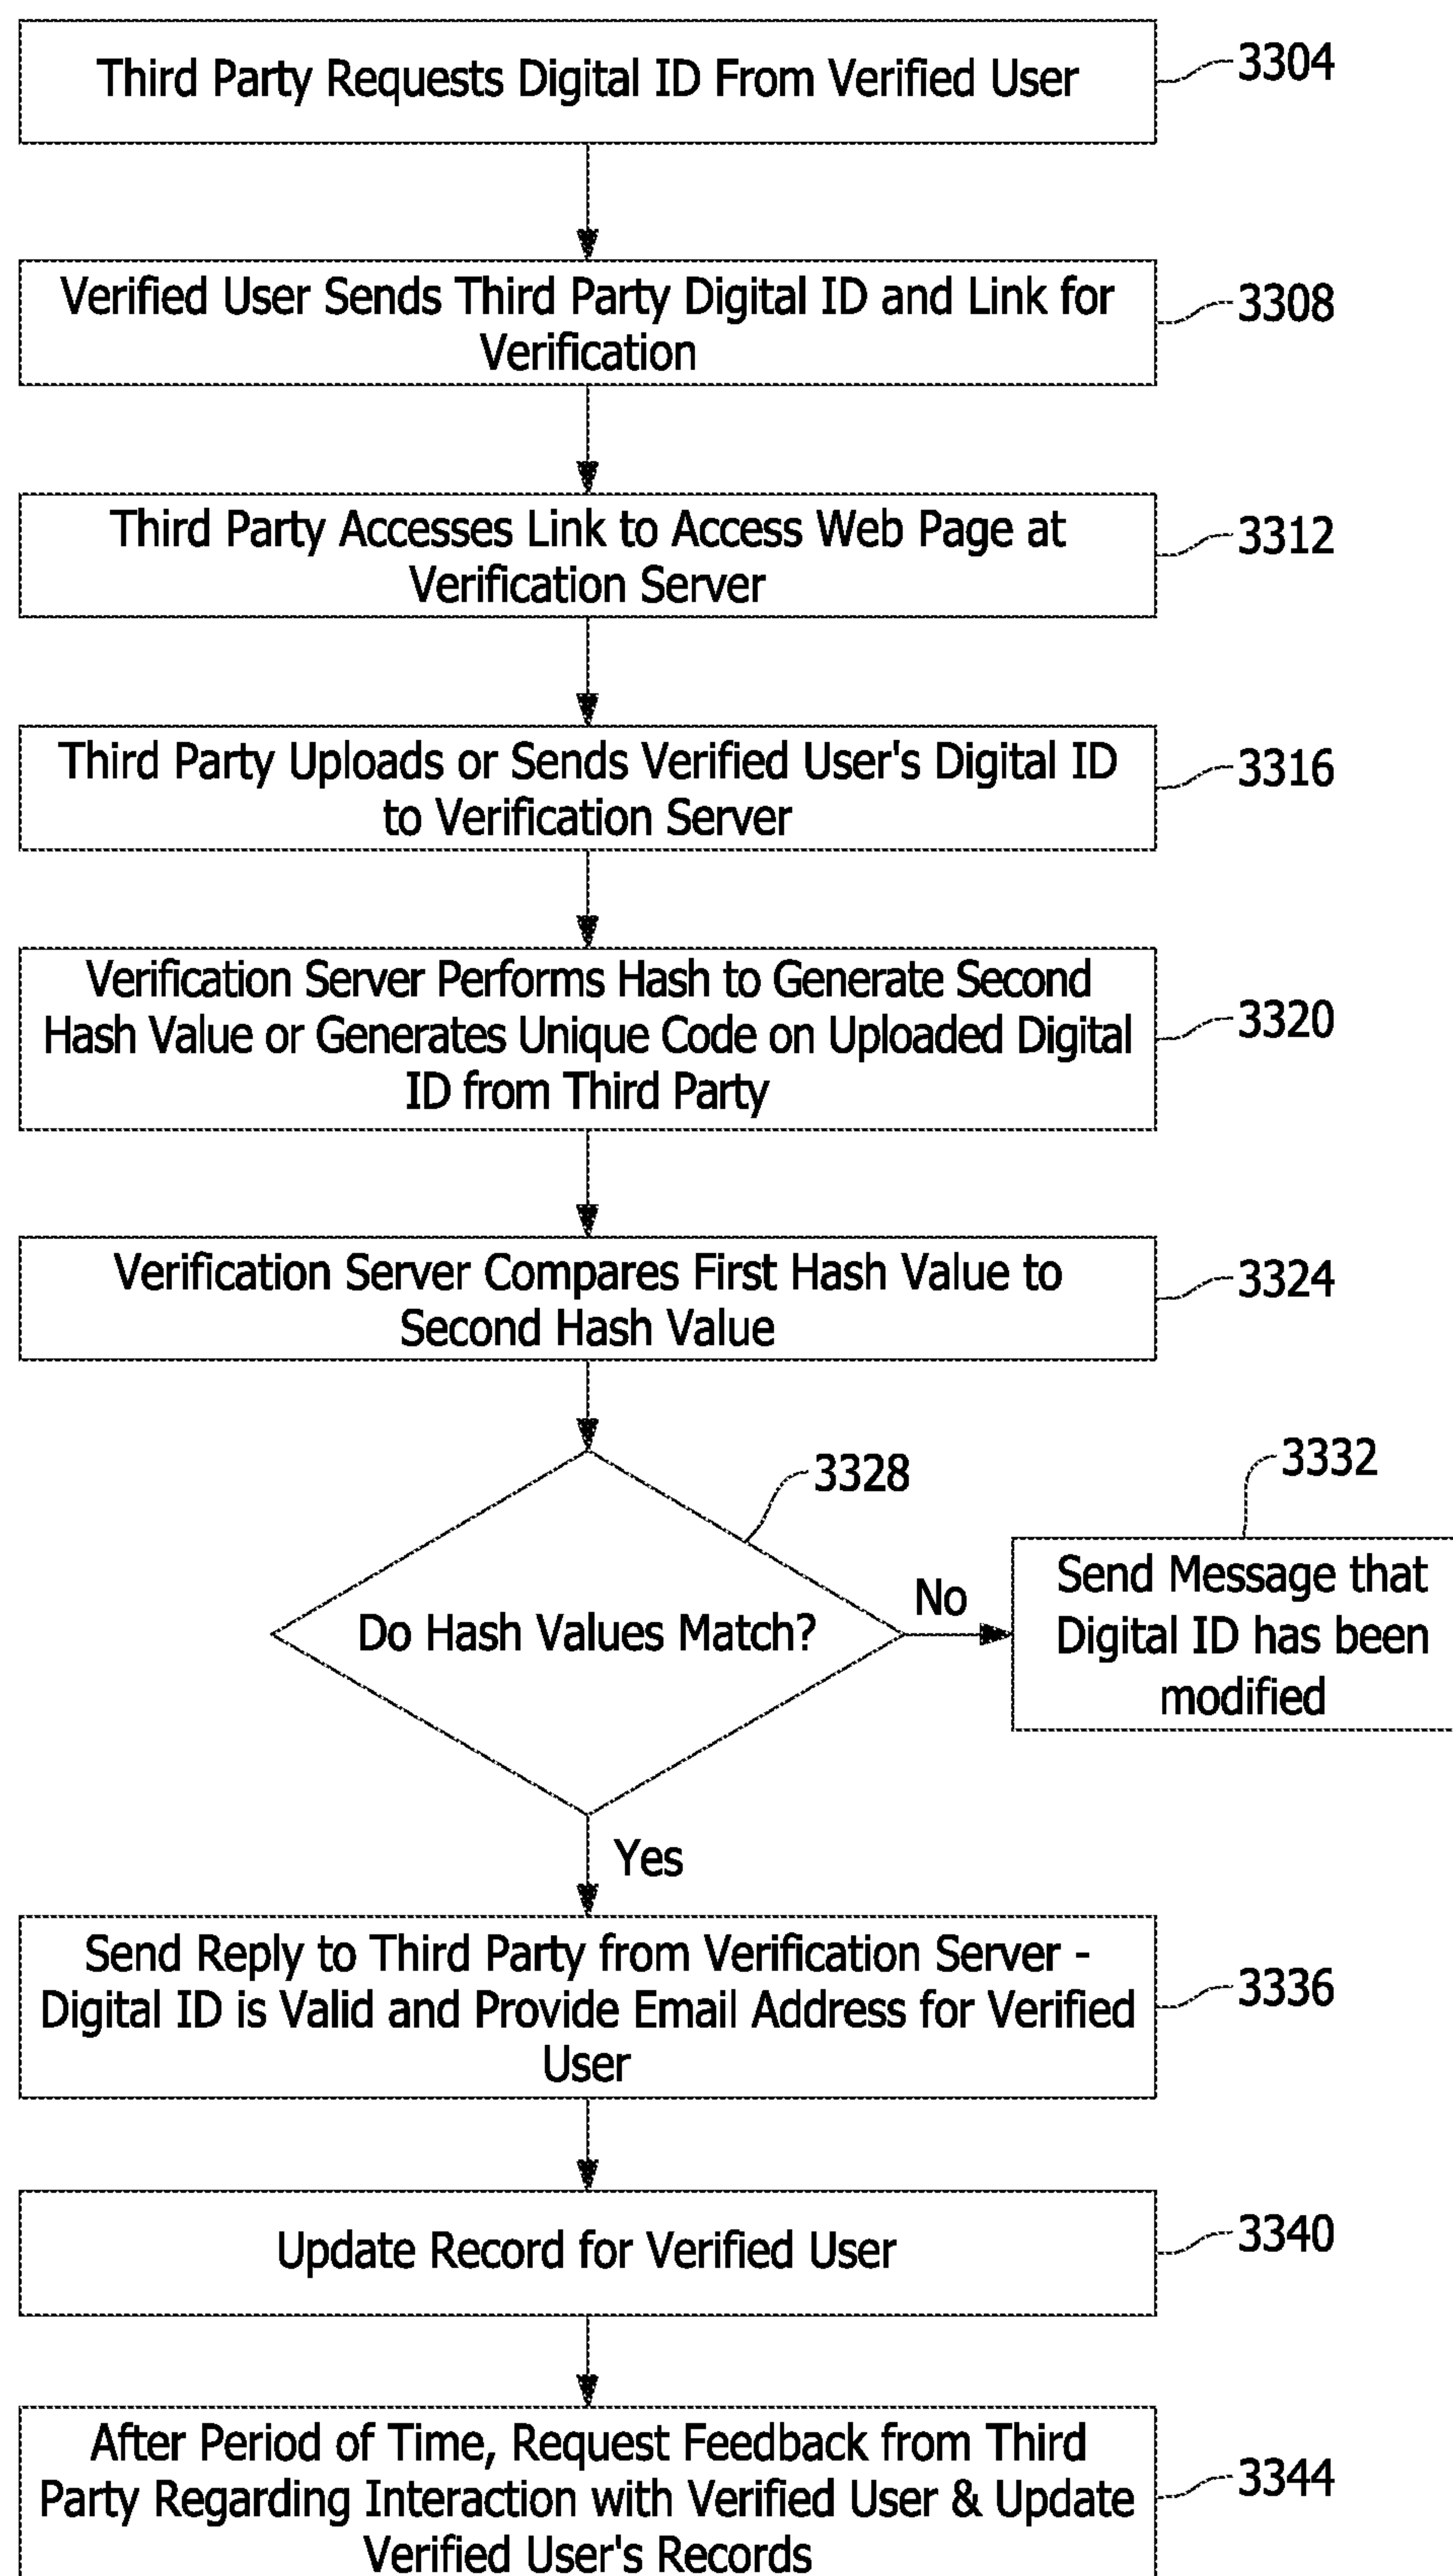 Third Party Requests Digital ID From Verified User
3304
Verified User Sends Third Party Digital ID and Link for
Verification
3308
Third Party Accesses Link to Access Web Page at
Verification Server
3312
Third Party Uploads or Sends Verified User's Digital ID
to Verification Server
3316
Verification Server Performs Hash to Generate Second
Hash Value or Generates Unique Code on Uploaded Digital
ID from Third Party
3320
Verification Server Compares First Hash Value to
Second Hash Value
3324
Do Hash Values Match?
3328
No
3332
Send Message that
Digital ID has been
modified
Yes
Send Reply to Third Party from Verification Server -
Digital ID is Valid and Provide Email Address for Verified
User
3336
Update Record for Verified User
3340
After Period of Time, Request Feedback from Third
Party Regarding Interaction with Verified User & Update
Verified User's Records
3344